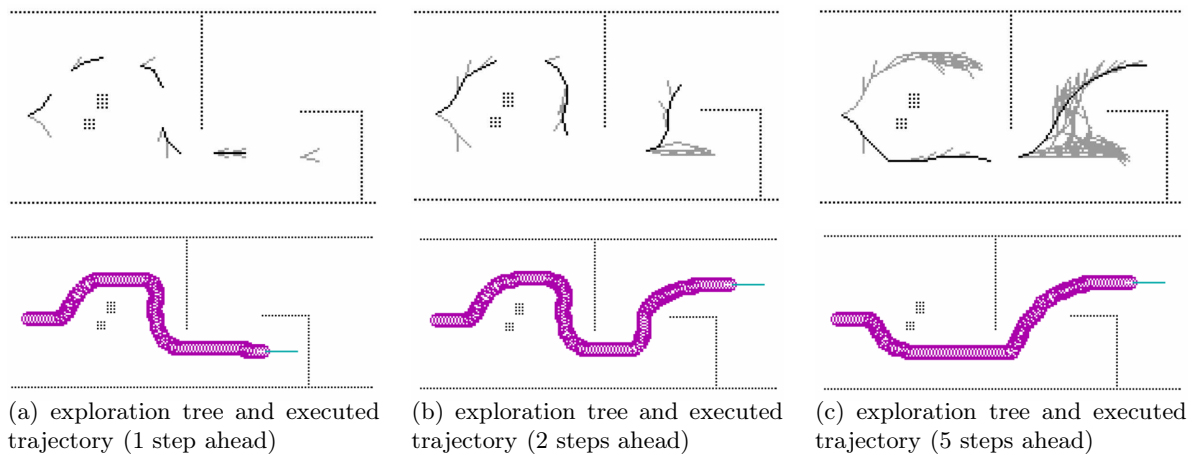 (a) exploration tree and executed
trajectory (1 step ahead)
(b) exploration tree and executed
trajectory (2 steps ahead)
(c) exploration tree and executed
trajectory (5 steps ahead)